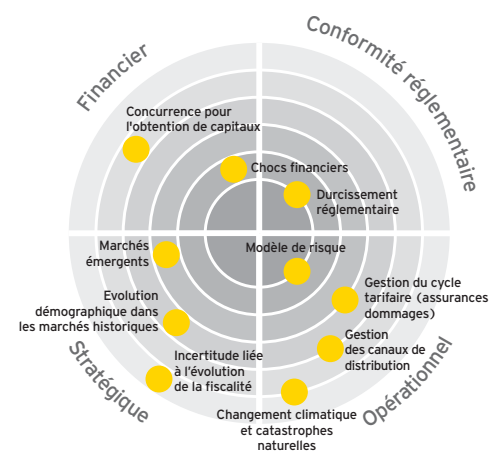 Financier
Conformité réglementaire
Concurrence pour
l'obtention de capitaux
Chocs financiers
Durcissement
réglementaire
Marchés
émergents
Modèle de risque
Evolution
démographique dans
les marchés historiques
Gestion du cycle
tarifaire (assurances
dommages)
Gestion
des canaux de
distribution
Incertitude liée
à l'évolution
de la fiscalité
Changement climatique
et catastrophes
naturelles
Stratégique
Opérationnel